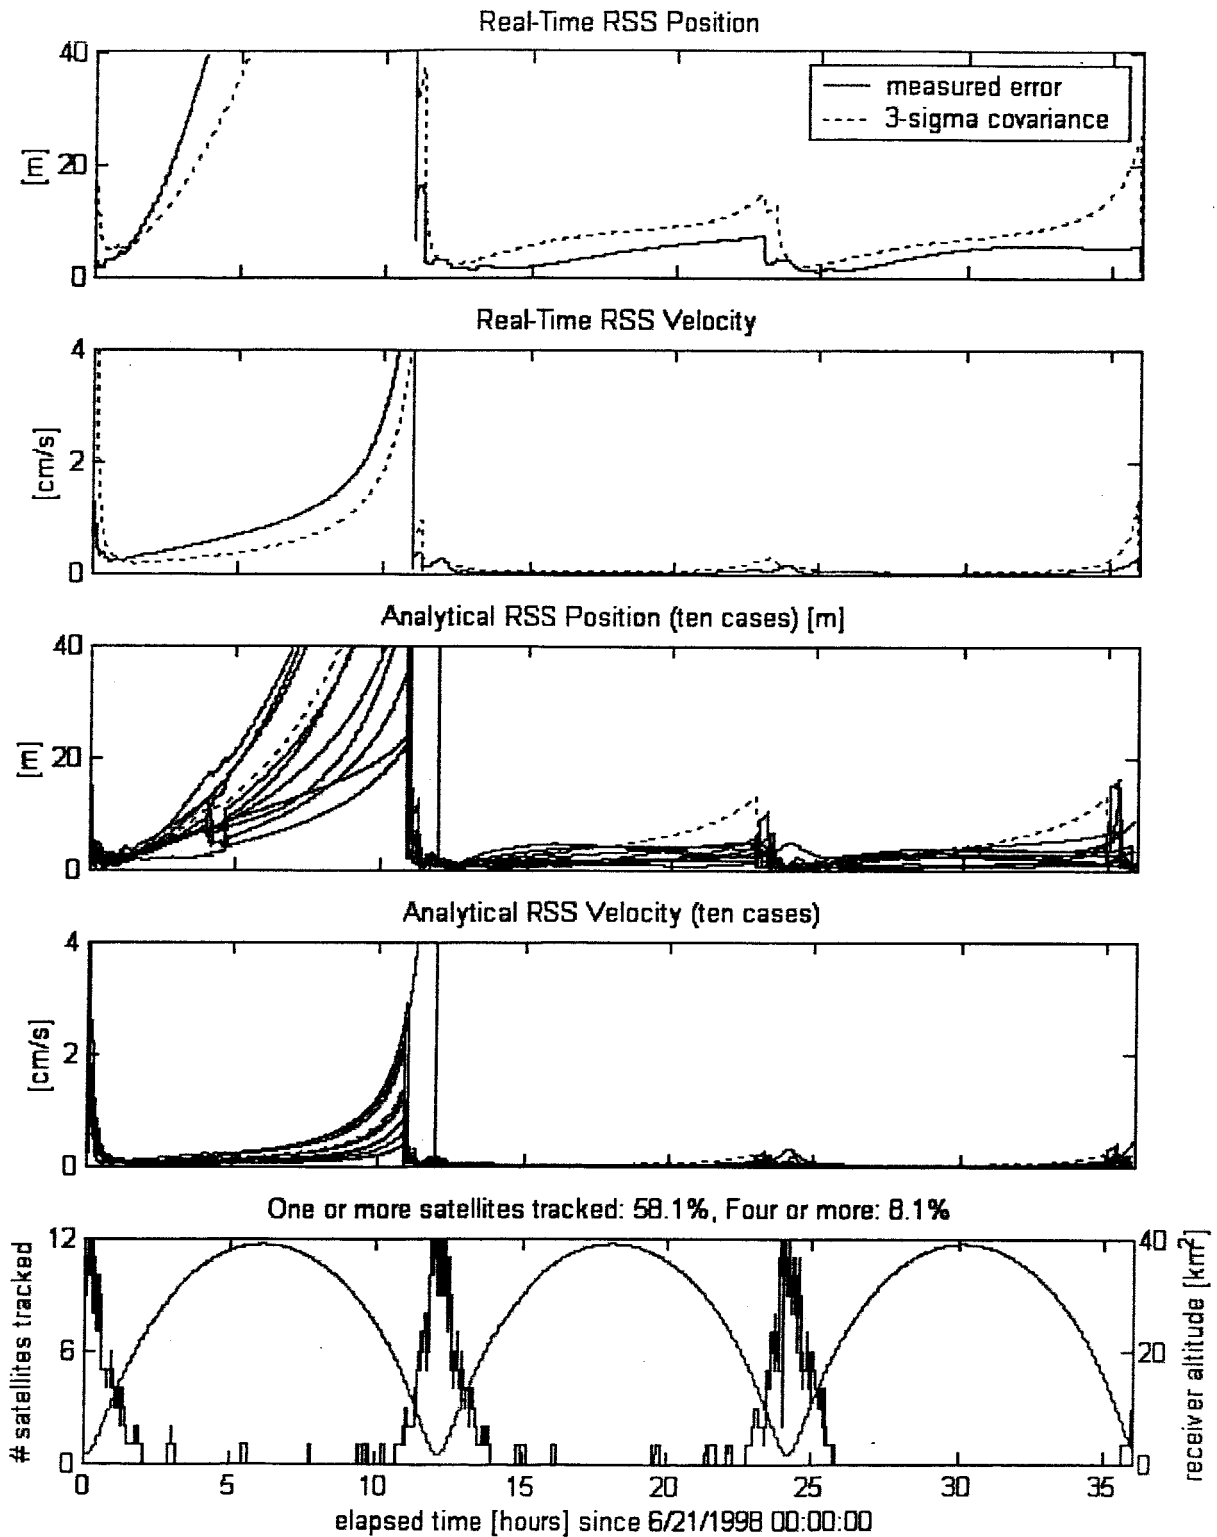 Real-Time RSS Position
40
20
0
[m]
measured error
3-sigma covariance
Real-Time RSS Velocity
4
2
0
[cm/s]
Analytical RSS Position (ten cases) [m]
40
20
0
[m]
Analytical RSS Velocity (ten cases)
4
2
0
[cm/s]
One or more satellites tracked: 58.1%, Four or more: 8.1%
12
6
0
# satellites tracked
40
20
0
receiver altitude [km²]
0 5 10 15 20 25 30 35
elapsed time [hours] since 6/21/1998 00:00:00